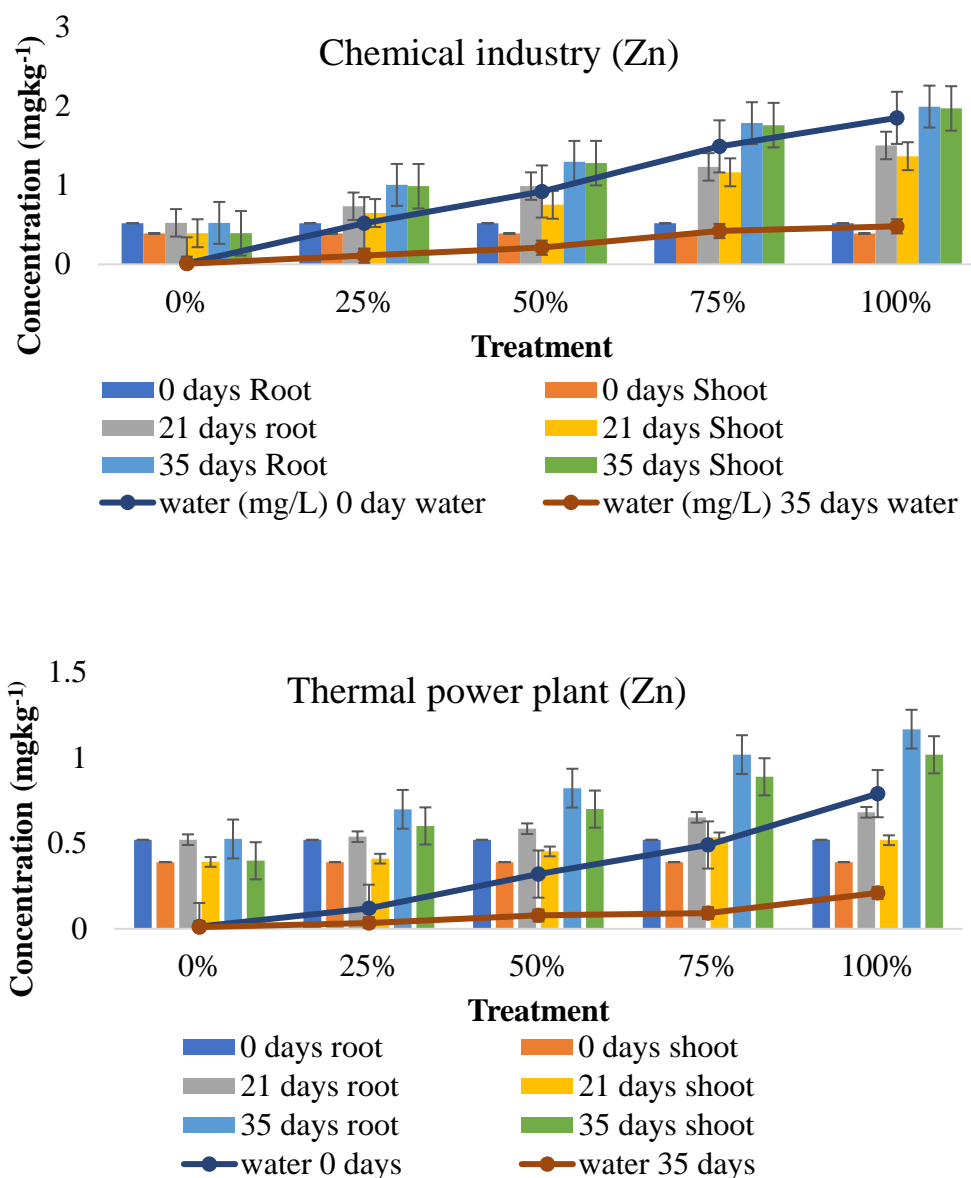 Chemical industry (Zn)
Concentration (mgkg-1)
3
2
1
0
0% 25% 50% 75% 100%
Treatment
0 days Root 0 days Shoot
21 days root 21 days Shoot
35 days Root 35 days Shoot
water (mg/L) 0 day water water (mg/L) 35 days water
Thermal power plant (Zn)
Concentration (mgkg-1)
1.5
1
0.5
0
0% 25% 50% 75% 100%
Treatment
0 days root 0 days shoot
21 days root 21 days shoot
35 days root 35 days shoot
water 0 days water 35 days